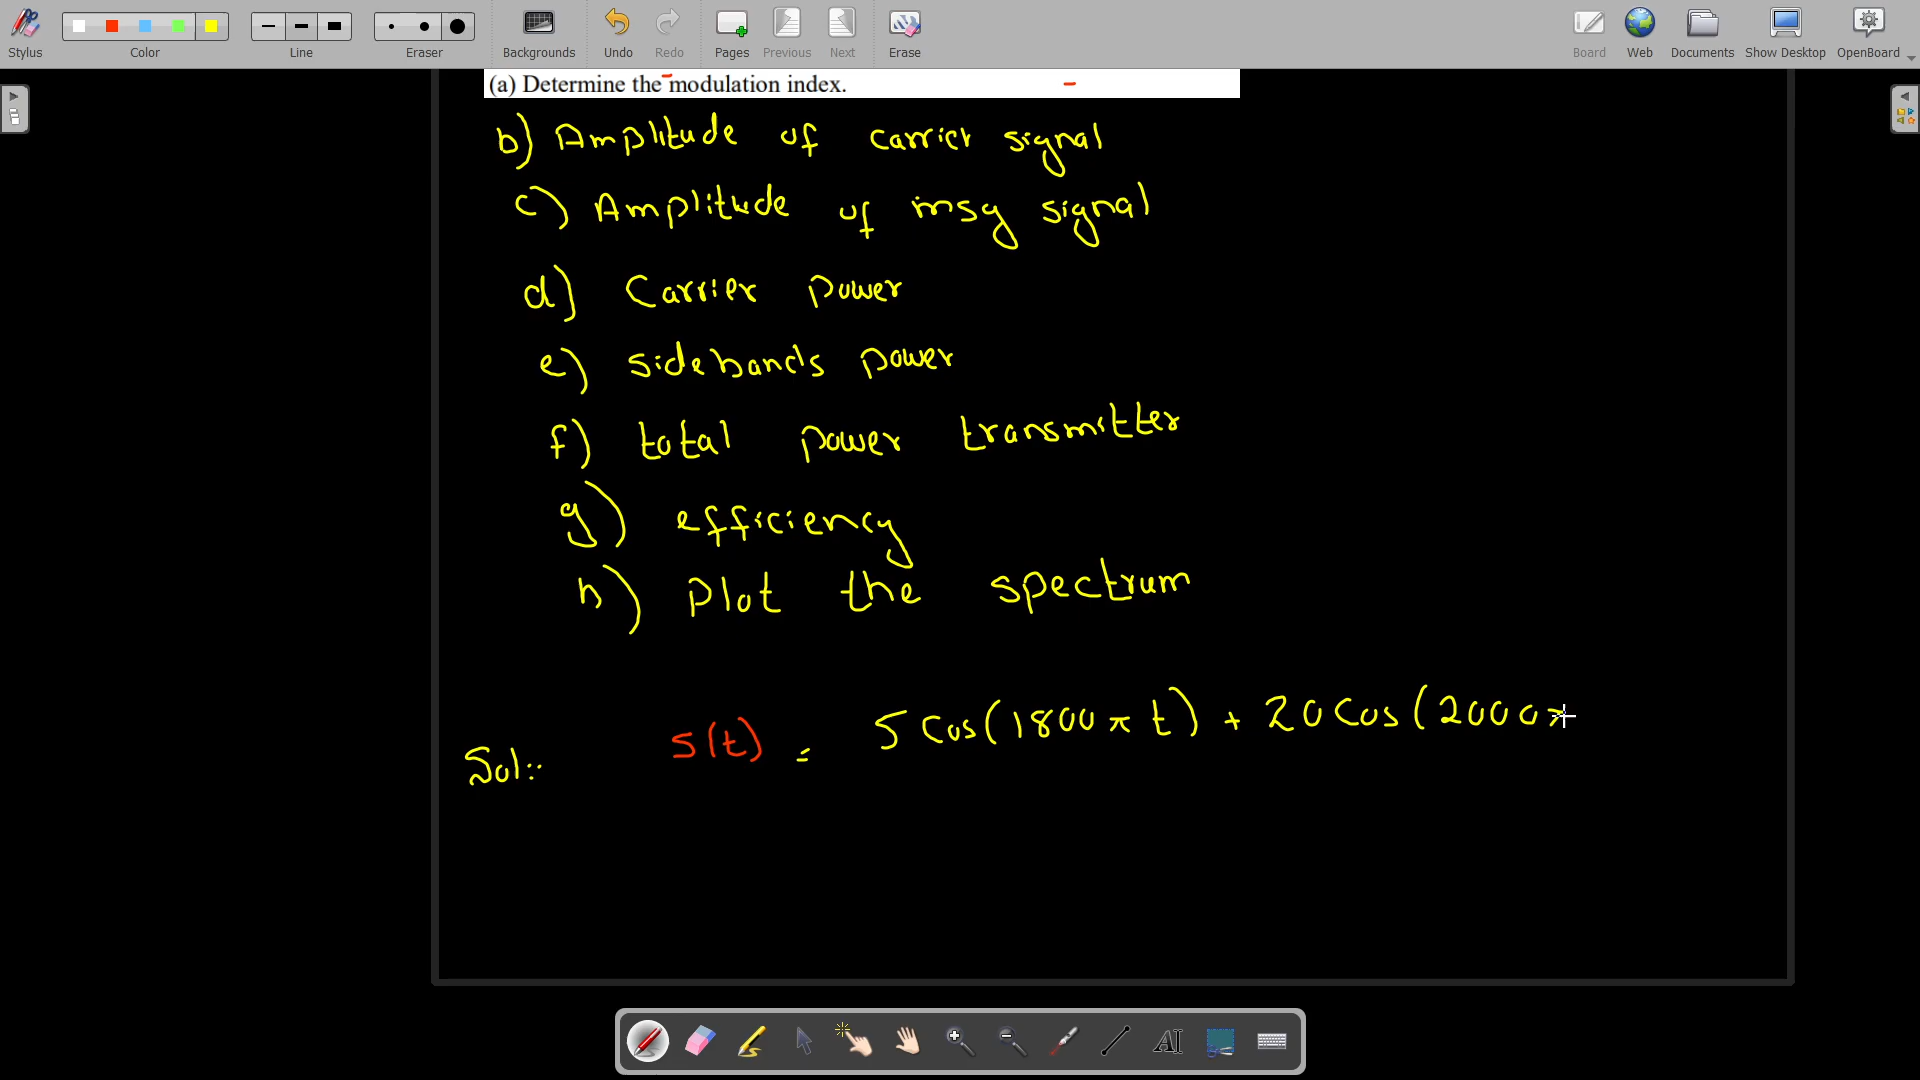 Stylus Color Line Eraser Backgrounds Undo Redo Pages Previous Next Erase Board Web Documents Show Desktop OpenBoard
(a) Determine the modulation index.
b) Amplitude of carrier signal
c) Amplitude of msg signal
d) Carrier power
e) sidebands power
f) total power transmitter
g) efficiency
h) Plot the spectrum
Sol:: s(t) = 5 Cos(1800 π t) + 20 Cos (2000 π